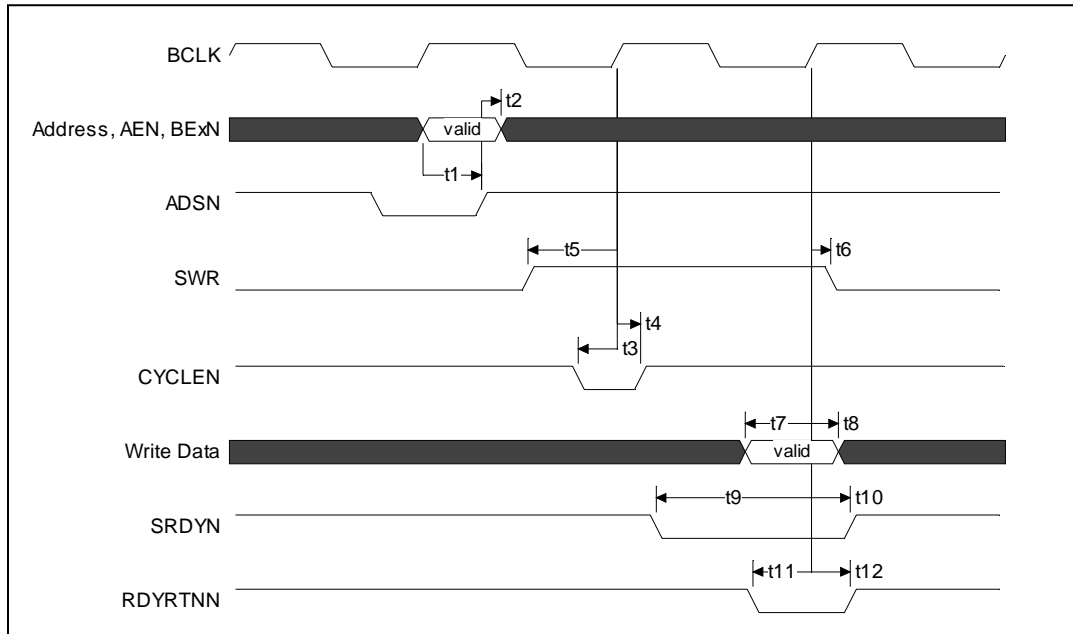 BCLK
t2
Address, AEN, BExN
valid
t1
ADSN
t5
t6
SWR
t4
t3
CYCLEN
t7
t8
Write Data
valid
t9
t10
SRDYN
t11
t12
RDYRTNN